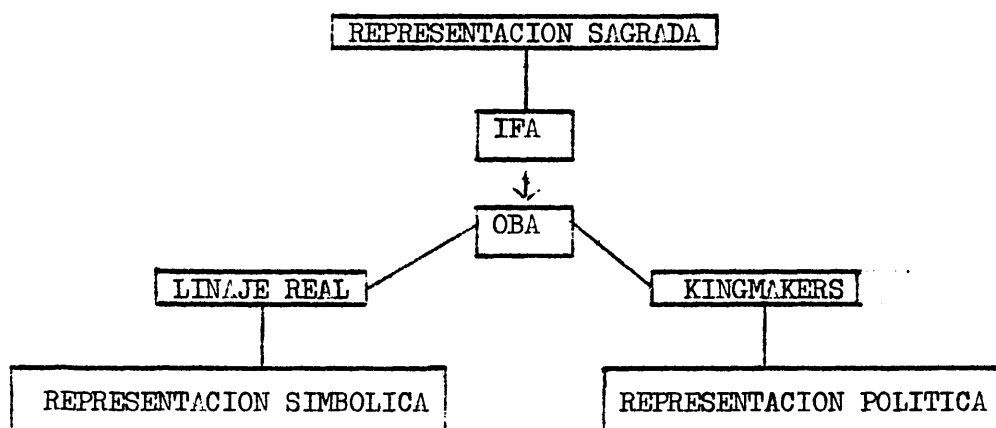 REPRESENTACION SAGRADA
IFA
OBA
LINAJE REAL
KINGMAKERS
REPRESENTACION SIMBOLICA
REPRESENTACION POLITICA